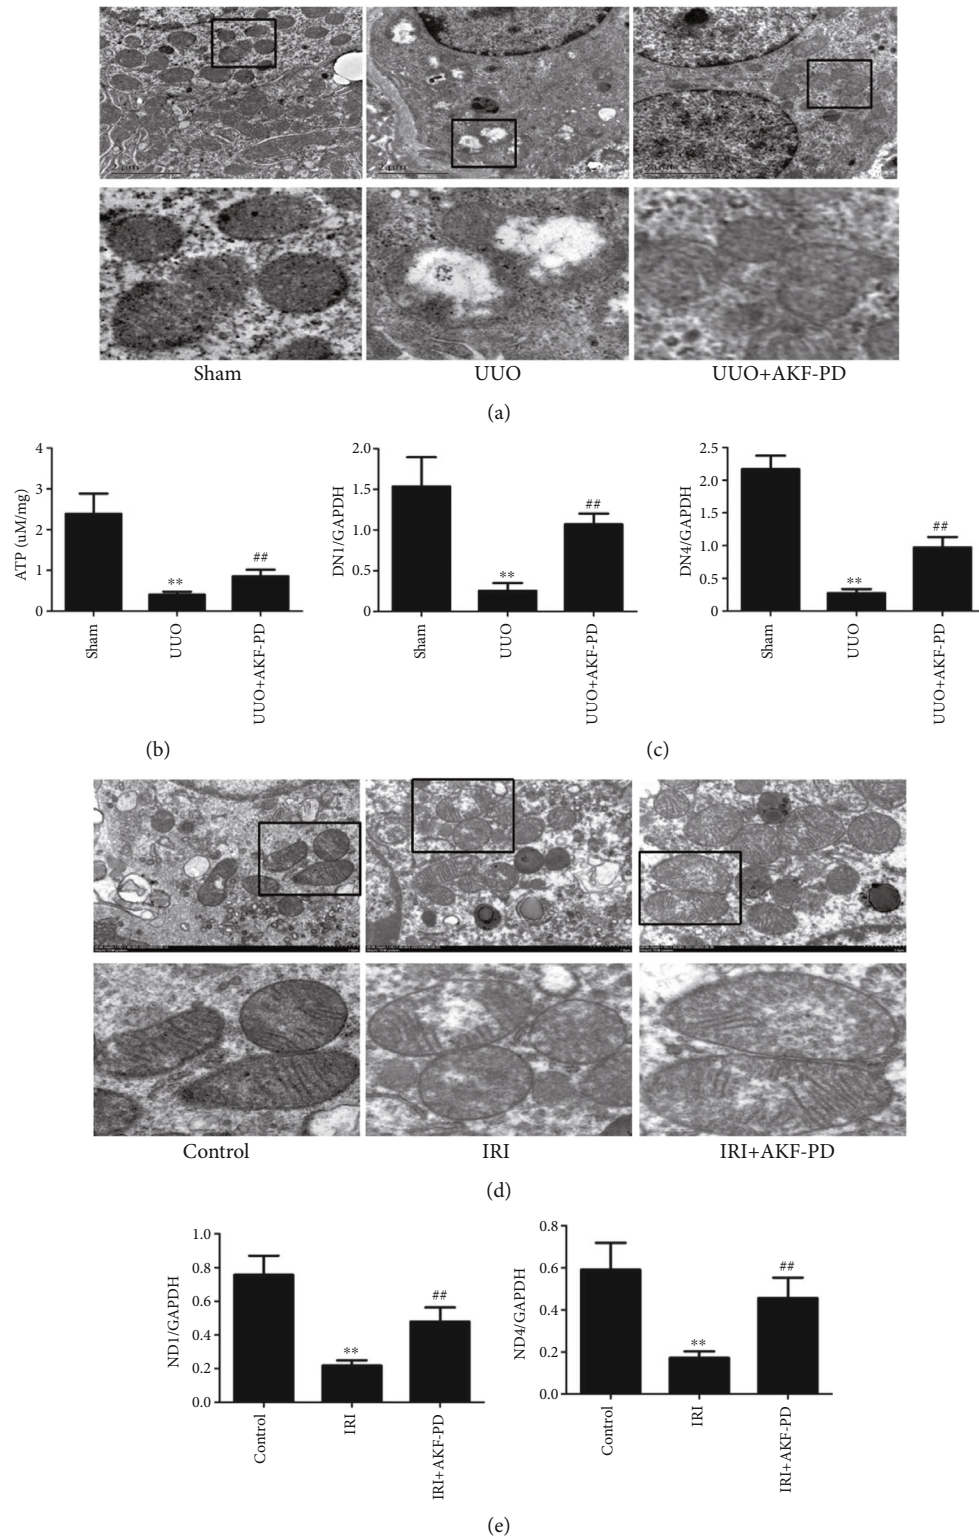 2 μm
Sham
UUO
UUO+AKF-PD
(a)
4
3
2
1
0
ATP (uM/mg)
**
##
Sham
UUO
UUO+AKF-PD
(b)
2.0
1.5
1.0
0.5
0
DN1/GAPDH
**
##
Sham
UUO
UUO+AKF-PD
2.5
2.0
1.5
1.0
0.5
0
DN4/GAPDH
**
##
Sham
UUO
UUO+AKF-PD
(c)
Control
IRI
IRI+AKF-PD
(d)
1.0
0.8
0.6
0.4
0.2
0.0
ND1/GAPDH
**
##
Control
IRI
IRI+AKF-PD
0.8
0.6
0.4
0.2
0.0
ND4/GAPDH
**
##
Control
IRI
IRI+AKF-PD
(e)